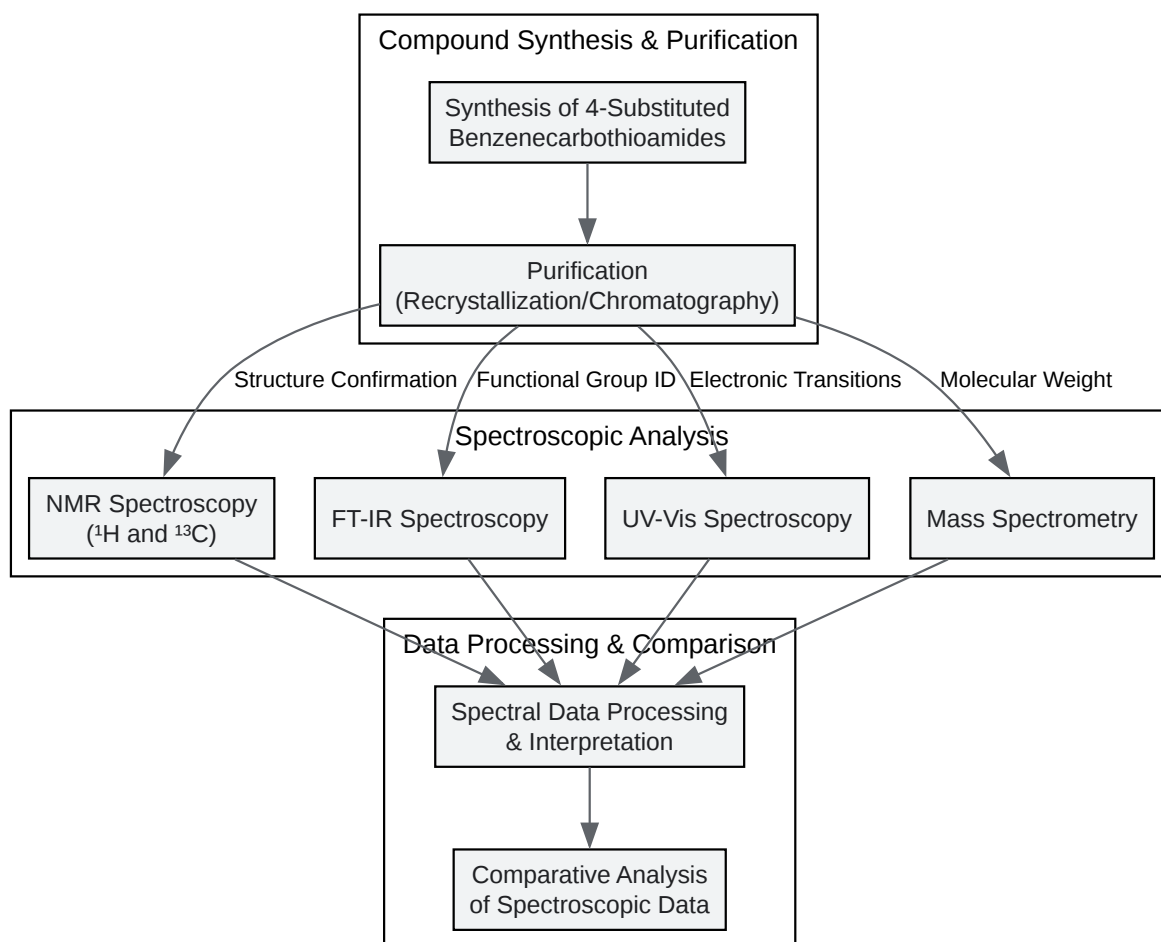 Compound Synthesis & Purification
Synthesis of 4-Substituted
Benzenecarbothioamides
Purification
(Recrystallization/Chromatography)
Structure Confirmation
Functional Group ID
Electronic Transitions
Molecular Weight
Spectroscopic Analysis
NMR Spectroscopy
(¹H and ¹³C)
FT-IR Spectroscopy
UV-Vis Spectroscopy
Mass Spectrometry
Data Processing & Comparison
Spectral Data Processing
& Interpretation
Comparative Analysis
of Spectroscopic Data